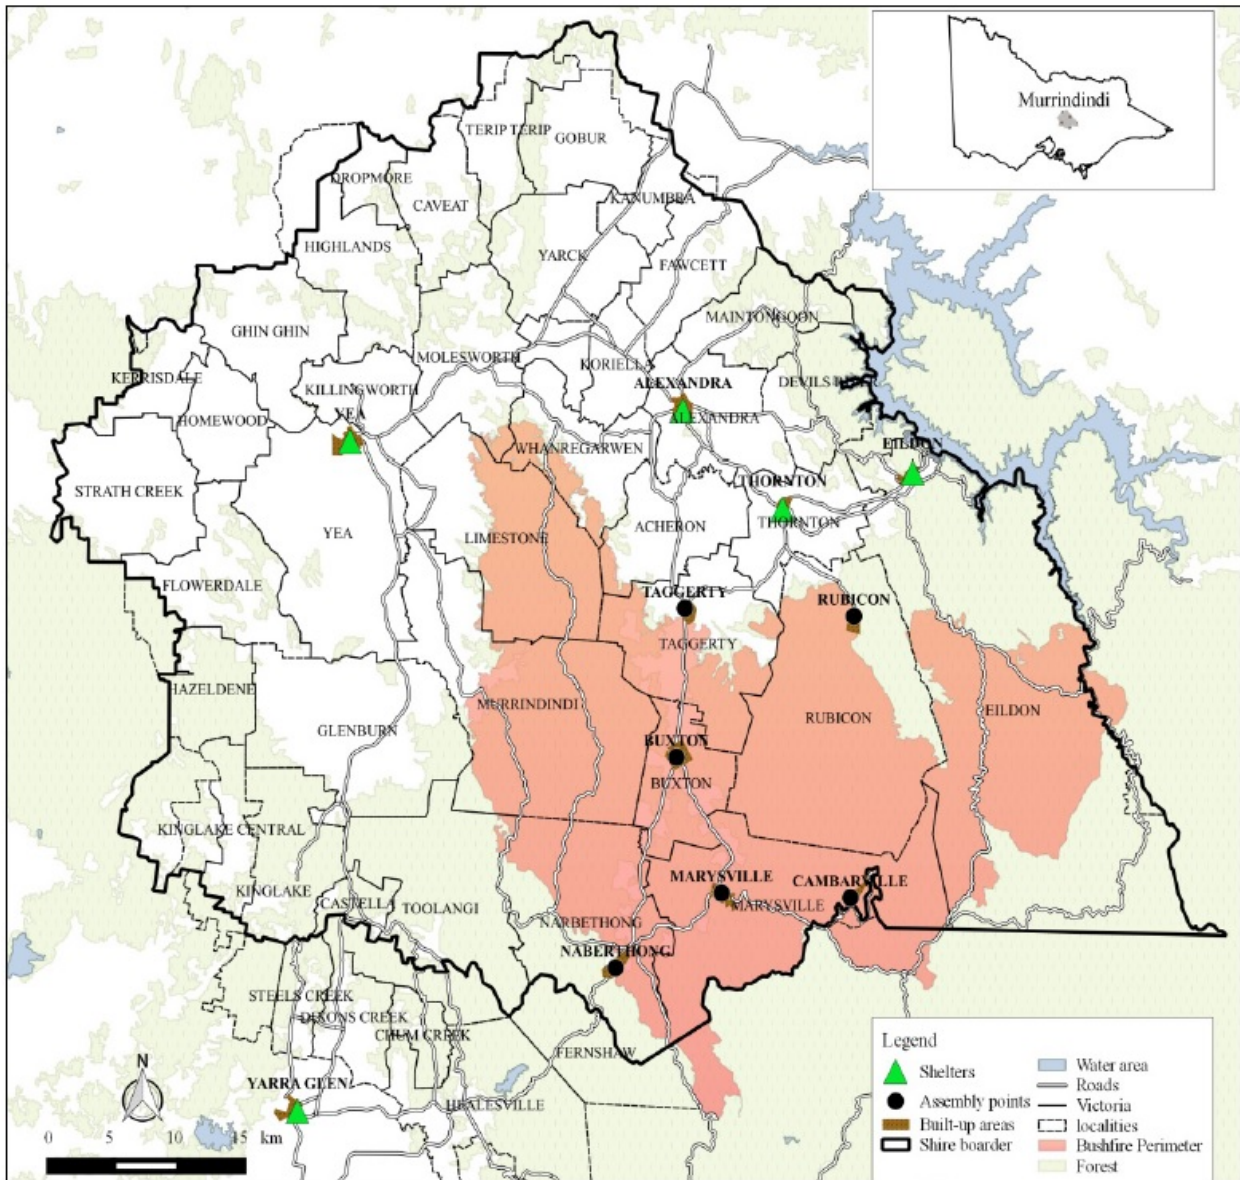 Murrindindi
TERIP TERIP
GOBUR
DROPMORE
CAVEAT
KANUMBRA
HIGHLANDS
YARCK
FAWCETT
GHIN GHIN
MAINTONGOON
MOLESWORTH
KORIELLA
KERRISDALE
KILLINGWORTH
ALEXANDRA
DEVILS RIVER
HOMEWOOD
YEA
ALEXANDRA
WHANREGARWEN
EILDON
STRATH CREEK
THORNTON
YEA
LIMESTONE
ACHERON
THORNTON
FLOWERDALE
TAGGERTY
RUBICON
TAGGERTY
HAZELDENE
MURRINDINDI
RUBICON
EILDON
GLENBURN
BUXTON
BUXTON
KINGLAKE CENTRAL
MARYSVILLE
CAMBARVILLE
KINGLAKE
CASTELLA
TOOLANGI
MARYSVILLE
NARBETHONG
NABERTHONG
STEELS CREEK
DIXONS CREEK
CHUM CREEK
FERNSHAW
YARRA GLEN
HEALESVILLE
N
0 5 10 15 km
Legend
Shelters
Assembly points
Built-up areas
Shire boarder
Water area
Roads
Victoria
localities
Bushfire Perimeter
Forest